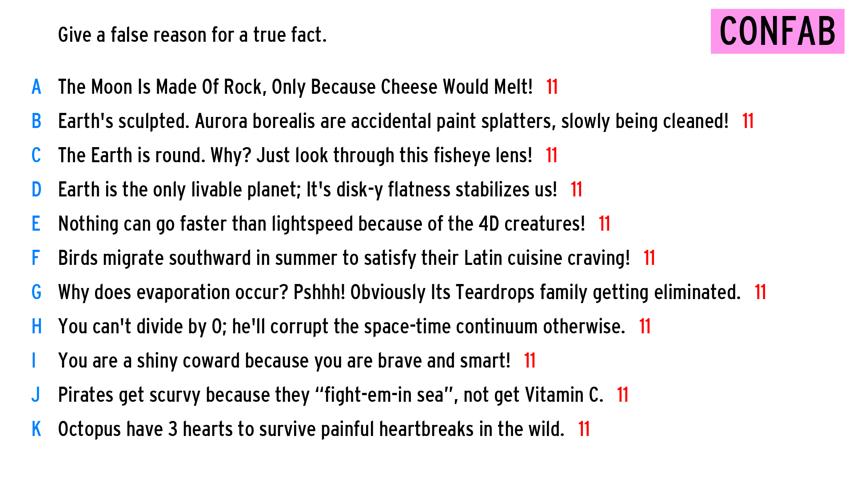 Give a false reason for a true fact.
CONFAB
A The Moon Is Made Of Rock, Only Because Cheese Would Melt! 11
B Earth's sculpted. Aurora borealis are accidental paint splatters, slowly being cleaned! 11
C The Earth is round. Why? Just look through this fisheye lens! 11
D Earth is the only livable planet; It's disk-y flatness stabilizes us! 11
E Nothing can go faster than lightspeed because of the 4D creatures! 11
F Birds migrate southward in summer to satisfy their Latin cuisine craving! 11
G Why does evaporation occur? Pshhh! Obviously Its Teardrops family getting eliminated. 11
H You can't divide by 0; he'll corrupt the space-time continuum otherwise. 11
I You are a shiny coward because you are brave and smart! 11
J Pirates get scurvy because they “fight-em-in sea”, not get Vitamin C. 11
K Octopus have 3 hearts to survive painful heartbreaks in the wild. 11